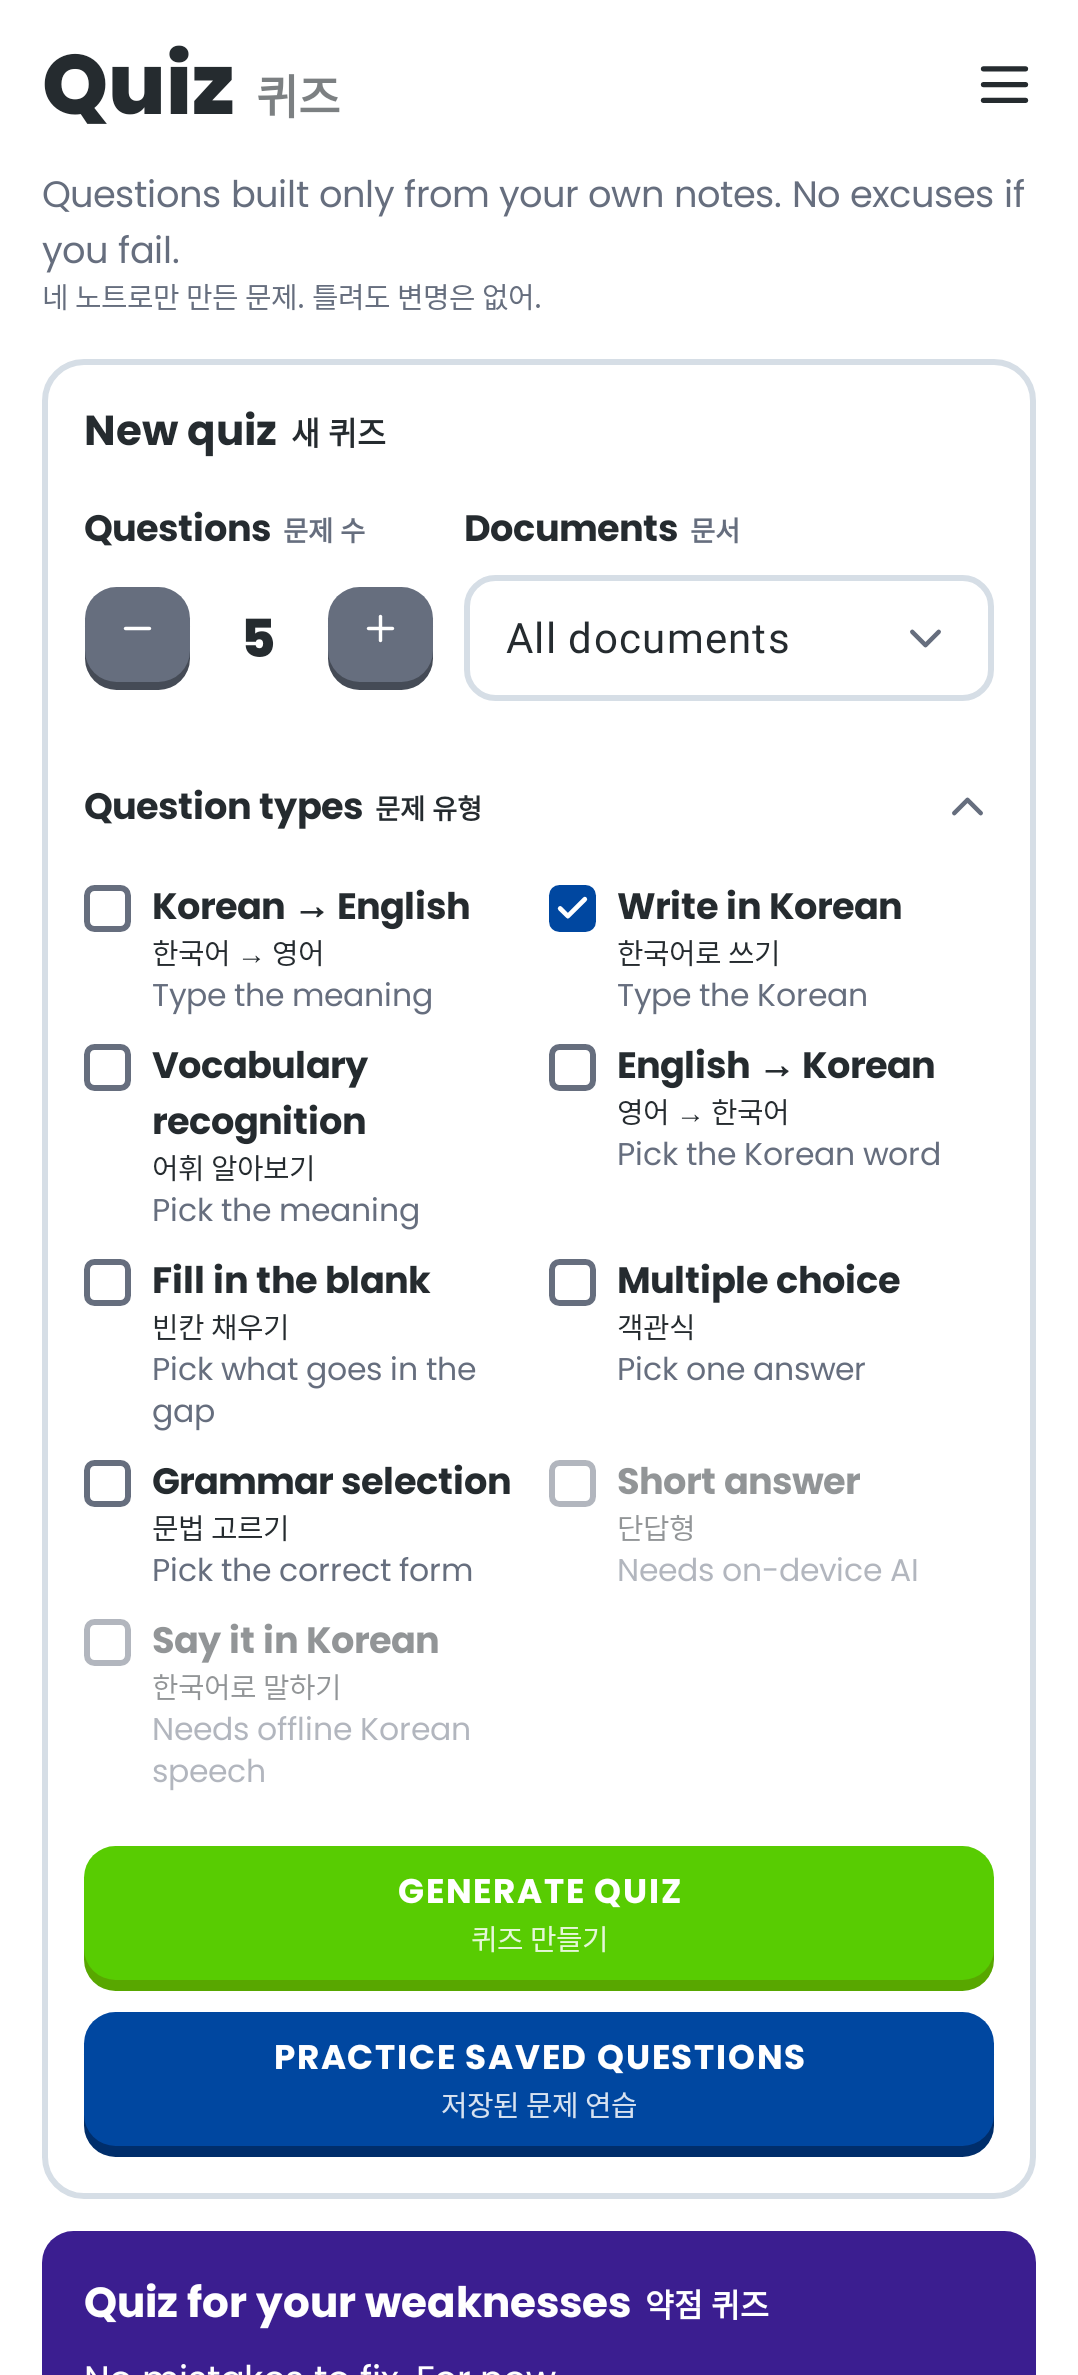 Quiz 퀴즈
Questions built only from your own notes. No excuses if
you fail.
네 노트로만 만든 문제. 틀려도 변명은 없어.
New quiz 새 퀴즈
Questions 문제 수
Documents 문서
− 5 +
All documents
Question types 문제 유형
Korean → English
한국어 → 영어
Type the meaning
Write in Korean
한국어로 쓰기
Type the Korean
Vocabulary
recognition
어휘 알아보기
Pick the meaning
English → Korean
영어 → 한국어
Pick the Korean word
Fill in the blank
빈칸 채우기
Pick what goes in the
gap
Multiple choice
객관식
Pick one answer
Grammar selection
문법 고르기
Pick the correct form
Short answer
단답형
Needs on-device AI
Say it in Korean
한국어로 말하기
Needs offline Korean
speech
GENERATE QUIZ
퀴즈 만들기
PRACTICE SAVED QUESTIONS
저장된 문제 연습
Quiz for your weaknesses 약점 퀴즈
No mistakes to fix. For now.